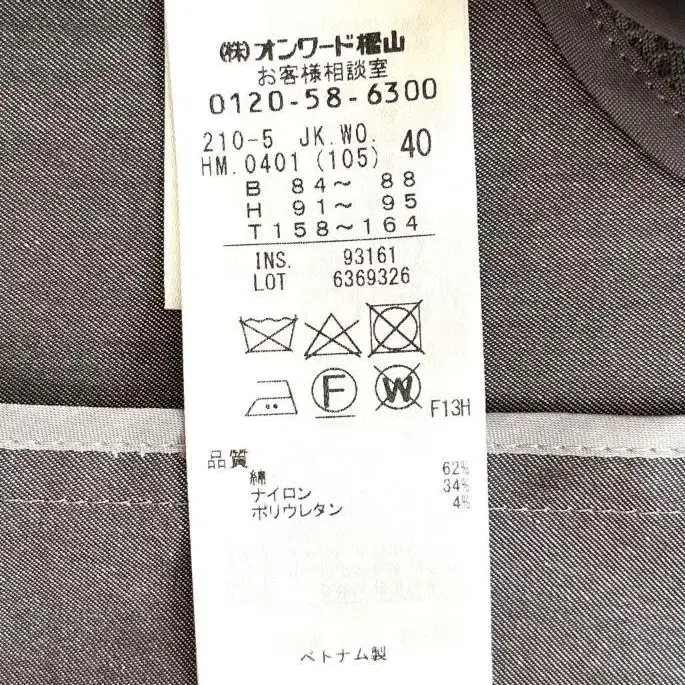 (株)オンワード樫山
お客様相談室
0120-58-6300
210-5 JK.WO.
HM.0401(105) 40
B 84～ 88
H 91～ 95
T158～164
INS. 93161
LOT 6369326
F
W
F13H
品質
綿 62%
ナイロン 34%
ポリウレタン 4%
ベトナム製